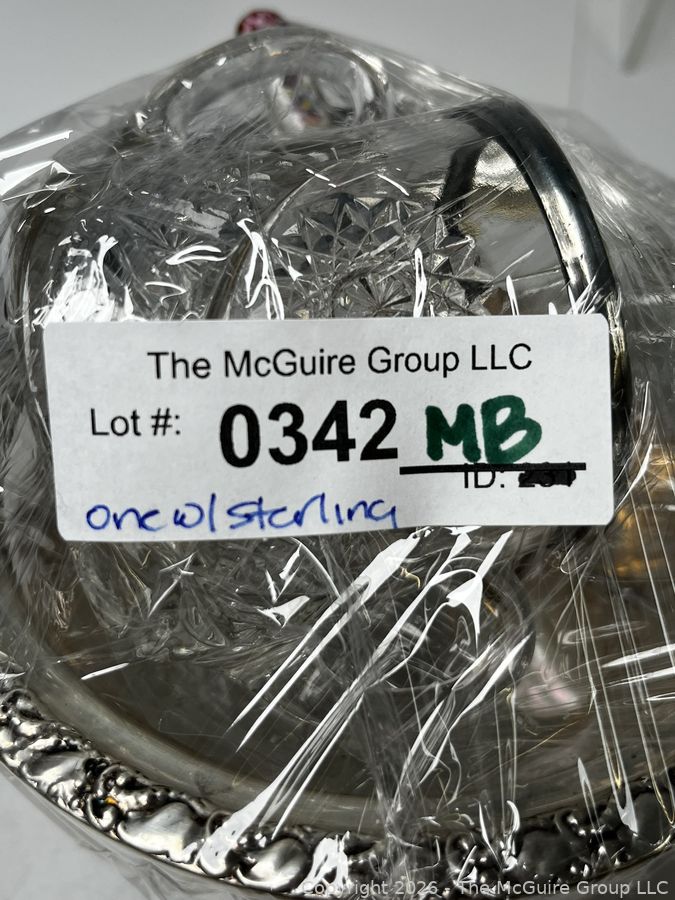 The McGuire Group LLC
Lot #: 0342 MB
ID:
one w/ sterling
Copyright 2026 - The McGuire Group LLC